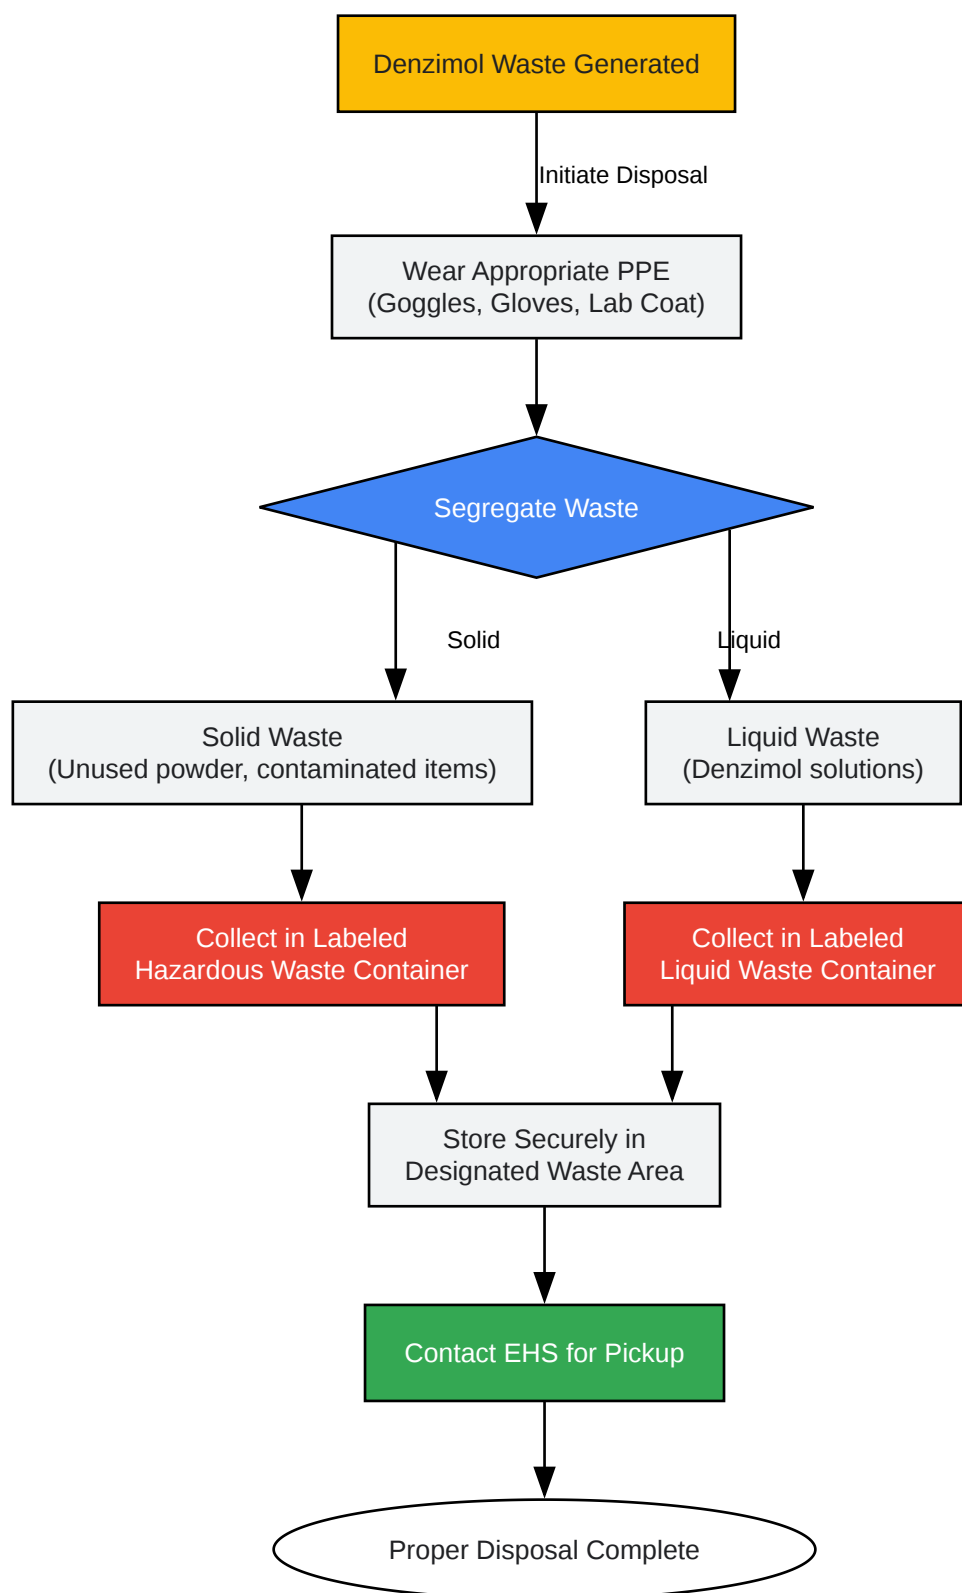 Denzimol Waste Generated
Initiate Disposal
Wear Appropriate PPE
(Goggles, Gloves, Lab Coat)
Segregate Waste
Solid
Liquid
Solid Waste
(Unused powder, contaminated items)
Liquid Waste
(Denzimol solutions)
Collect in Labeled
Hazardous Waste Container
Collect in Labeled
Liquid Waste Container
Store Securely in
Designated Waste Area
Contact EHS for Pickup
Proper Disposal Complete